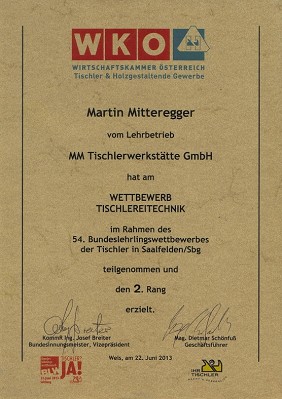 WKO
WIRTSCHAFTSKAMMER ÖSTERREICH
Tischler & Holzgestaltende Gewerbe
Martin Mitteregger
vom Lehrbetrieb
MM Tischlerwerkstätte GmbH
hat am
WETTBEWERB
TISCHLEREITECHNIK
im Rahmen des
54. Bundeslehrlingswettbewerbes
der Tischler in Saalfelden/Sbg
teilgenommen und
den 2. Rang
erzielt.
KommR Ing. Josef Breiter
Bundesinnungsmeister, Vizepräsident
Mag. Dietmar Schönfuß
Geschäftsführer
Wels, am 22. Juni 2013
TISCHLER?
JA!
IHR
TISCHLER